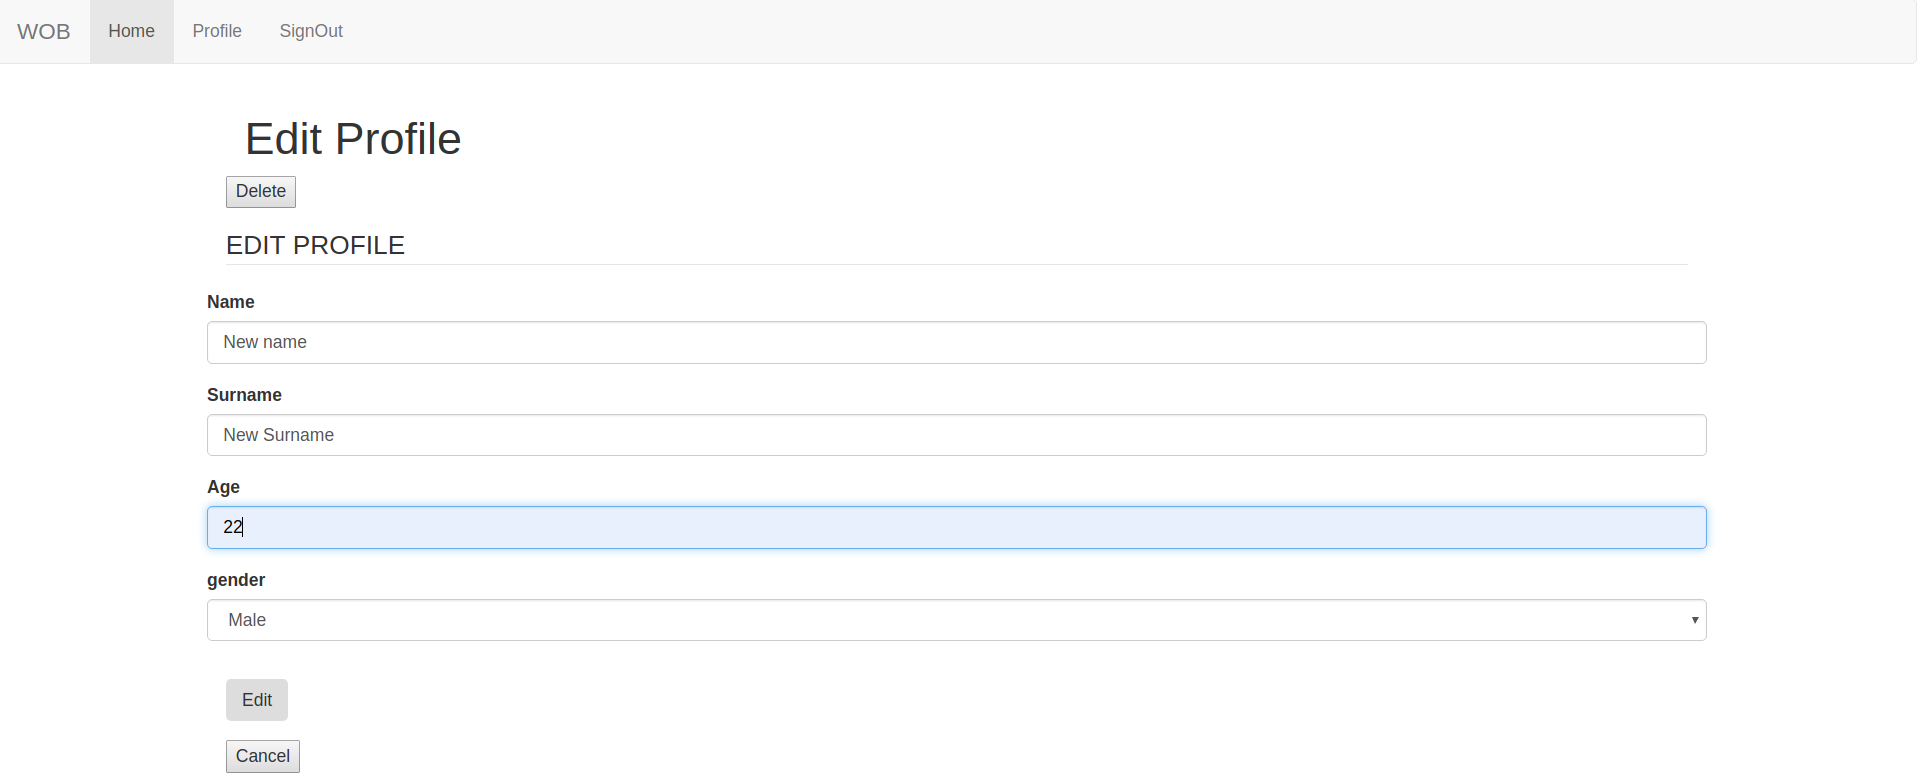 WOB Home Profile SignOut
Edit Profile
Delete
EDIT PROFILE
Name
New name
Surname
New Surname
Age
22
gender
Male
Edit
Cancel